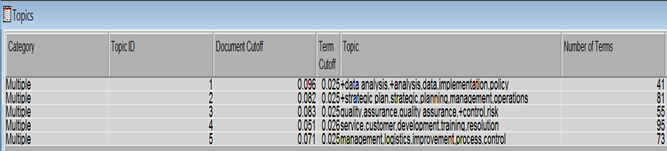 Topics
Category Topic ID Document Cutoff Term Cutoff Topic Number of Terms
Multiple 1 0.096 0.025 +data analysis,+analysis,data,implementation,policy 41
Multiple 2 0.082 0.025 +strategic plan,strategic,planning,management,operations 81
Multiple 3 0.083 0.025 quality,assurance,quality assurance,+control,risk 55
Multiple 4 0.051 0.026 service,customer,development,training,resolution 95
Multiple 5 0.071 0.025 management,logistics,improvement,process,control 73